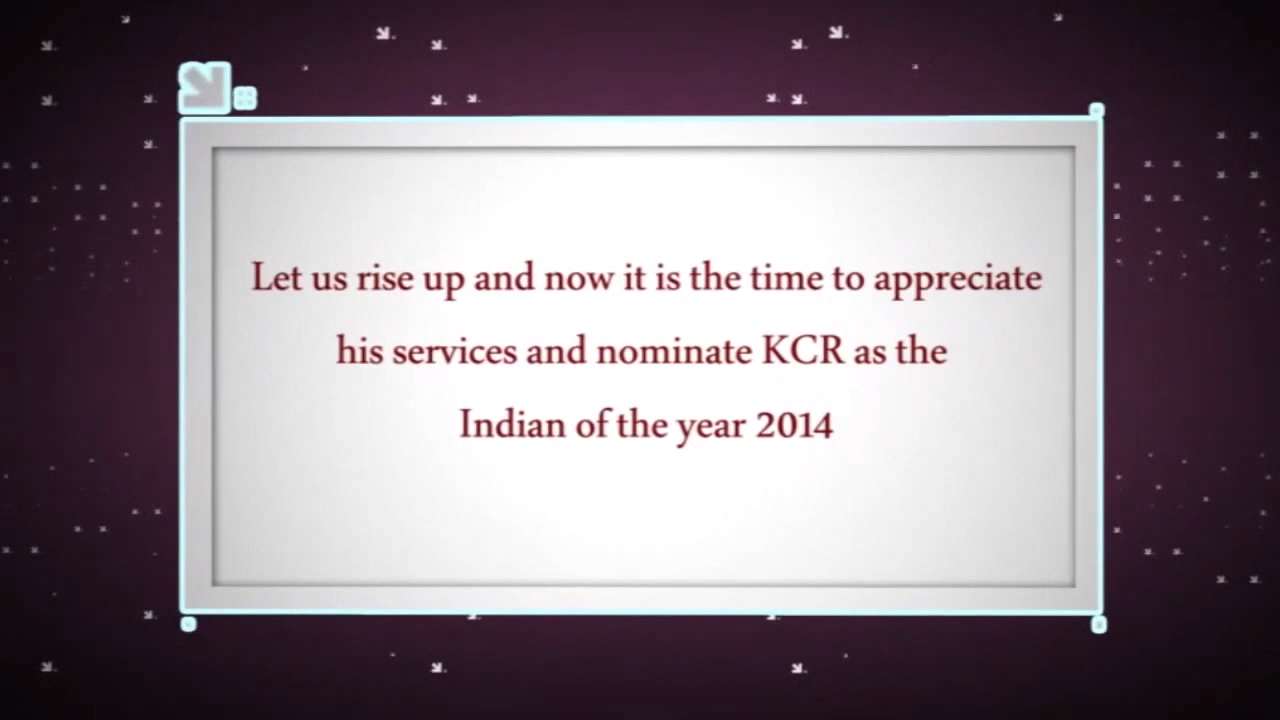 Let us rise up and now it is the time to appreciate
his services and nominate KCR as the
Indian of the year 2014